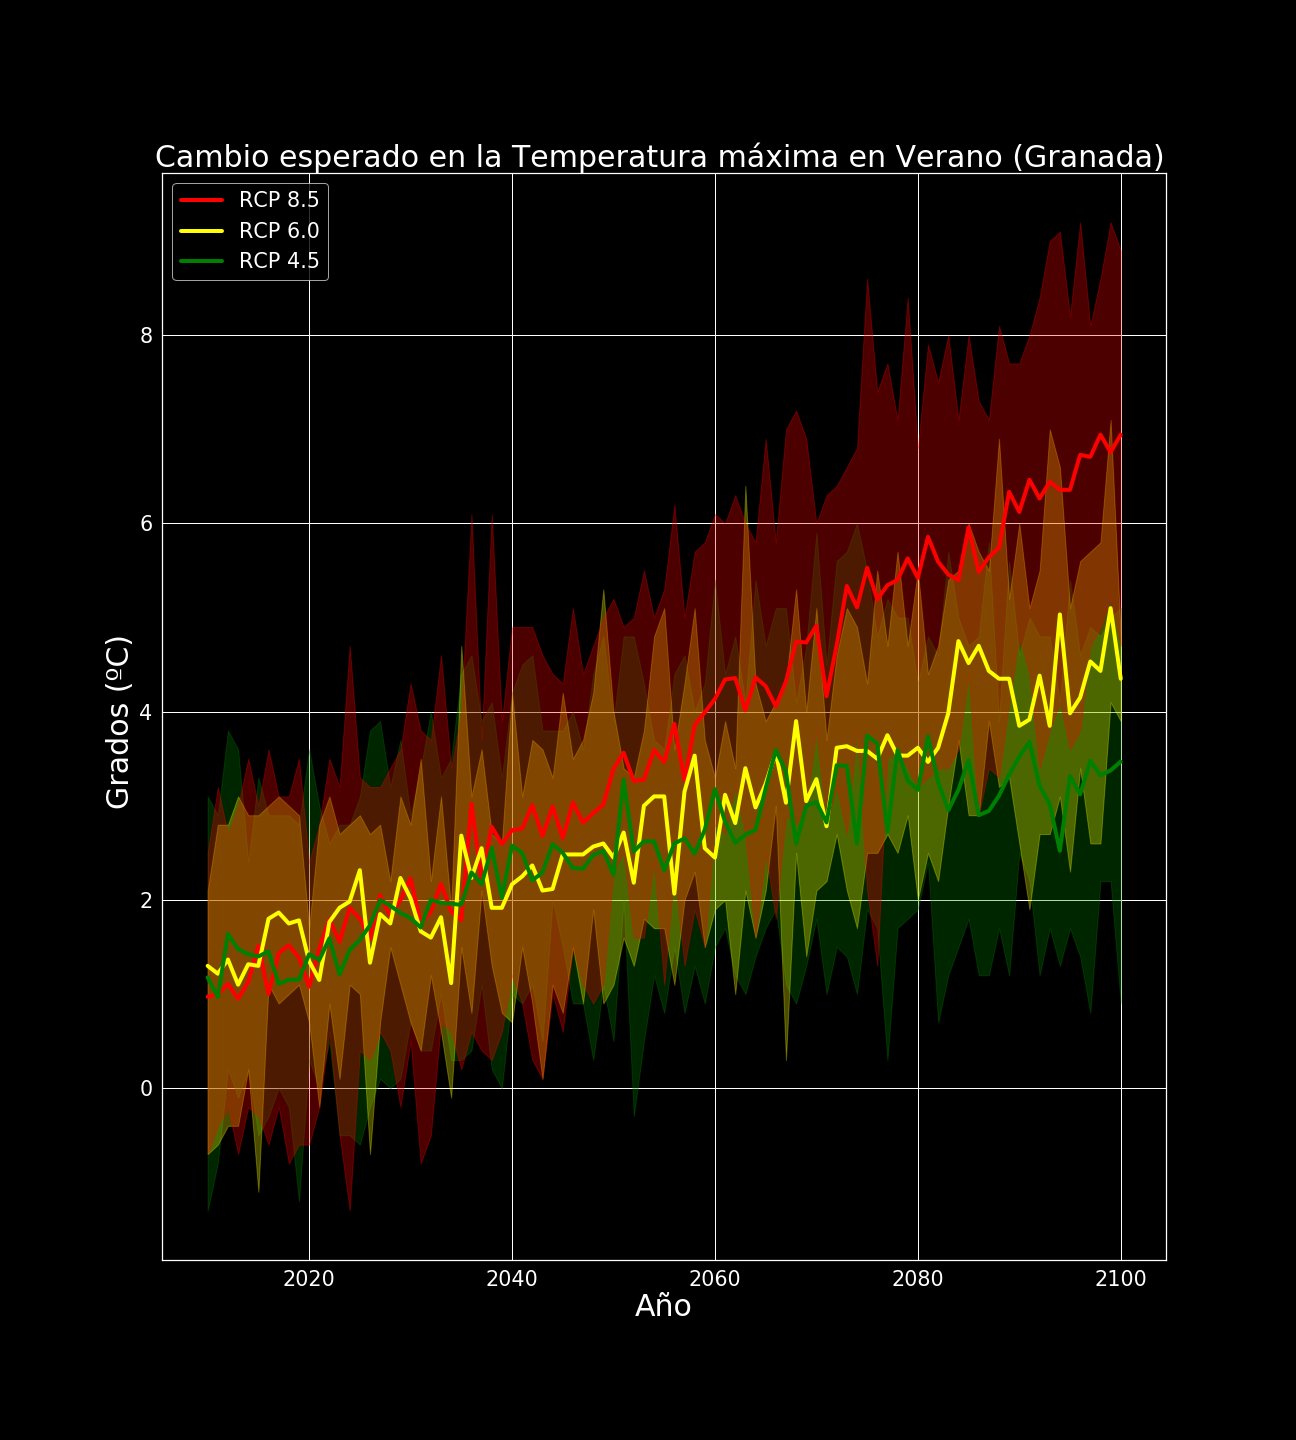 Cambio esperado en la Temperatura máxima en Verano (Granada)
RCP 8.5
RCP 6.0
RCP 4.5
8
6
4
2
0
Grados (ºC)
2020 2040 2060 2080 2100
Año